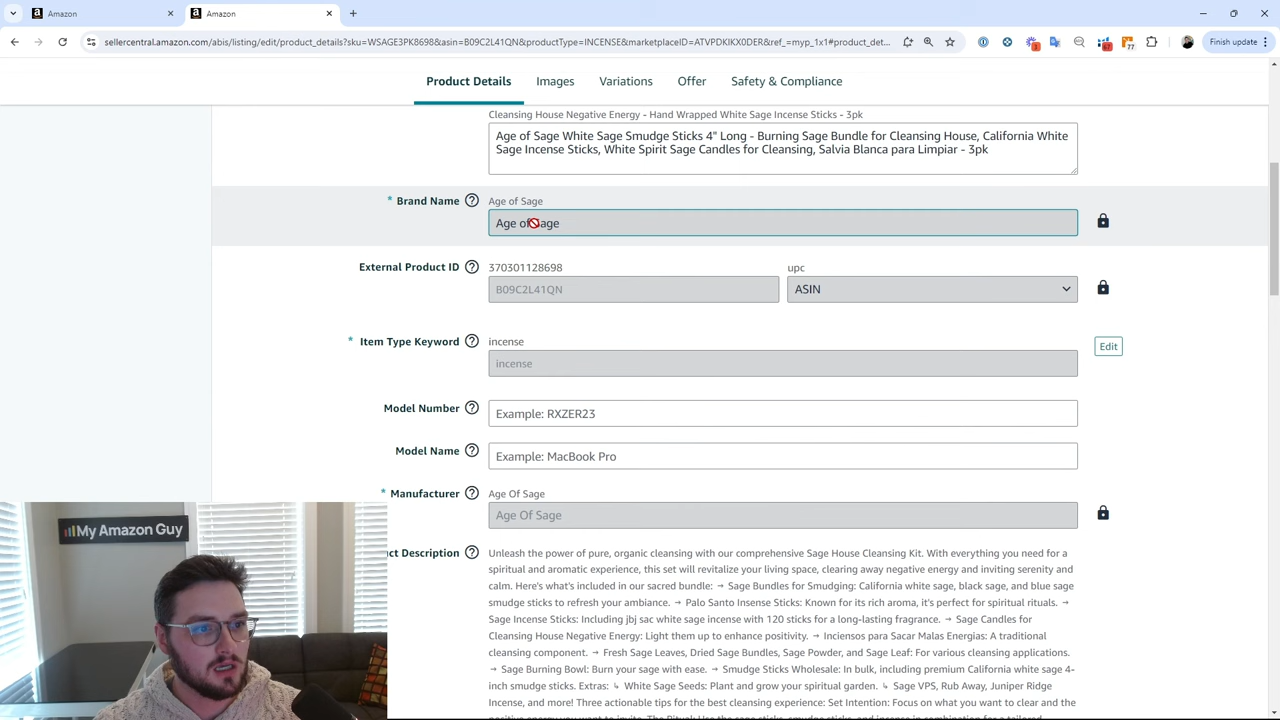 Amazon
Amazon
sellercentral.amazon.com/abis/listing/edit/product_details?sku=WSAGE3PK8698&asin=B09C2L41QN&productType=INCENSE&marketplaceID=ATVPDKIKX0DER&ref_=myp_1x1#product_det...
Finish update
Product Details
Images
Variations
Offer
Safety & Compliance
Cleansing House Negative Energy - Hand Wrapped White Sage Incense Sticks - 3pk
Age of Sage White Sage Smudge Sticks 4" Long - Burning Sage Bundle for Cleansing House, California White
Sage Incense Sticks, White Spirit Sage Candles for Cleansing, Salvia Blanca para Limpiar - 3pk
* Brand Name
Age of Sage
Age of Sage
External Product ID
370301128698
upc
B09C2L41QN
ASIN
* Item Type Keyword
incense
incense
Edit
Model Number
Example: RXZER23
Model Name
Example: MacBook Pro
* Manufacturer
Age Of Sage
Age Of Sage
My Amazon Guy
ct Description
Unleash the power of pure, organic cleansing with our comprehensive Sage House Cleansing Kit. With everything you need for a
spiritual and aromatic experience, this set will revitalize your living space, clearing away negative energy and inviting serenity and
calm. Here's what's included in our sacred bundle: → Sage Bundles for Smudging: California white sage, black sage, and blue sage
smudge sticks to refresh your ambiance. → Palo Santo Incense Sticks: Known for its rich aroma, it's perfect for spiritual rituals. →
Sage Incense Sticks: Including jbj sac white sage incense with 120 sticks for a long-lasting fragrance. → Sage Candles for
Cleansing House Negative Energy: Light them up to enhance positivity. → Inciensos para Sacar Malas Energias: A traditional
cleansing component. → Fresh Sage Leaves, Dried Sage Bundles, Sage Powder, and Sage Leaf: For various cleansing applications.
→ Sage Burning Bowl: Burn your sage with ease. → Smudge Sticks Wholesale: In bulk, including premium California white sage 4-
inch smudge sticks. Extras: ↳ White Sage Seeds: Plant and grow your spiritual garden. ↳ Sage VPS, Rub Away, Juniper Ridge
Incense, and more! Three actionable tips for the best cleansing experience: Set Intention: Focus on what you want to clear and the